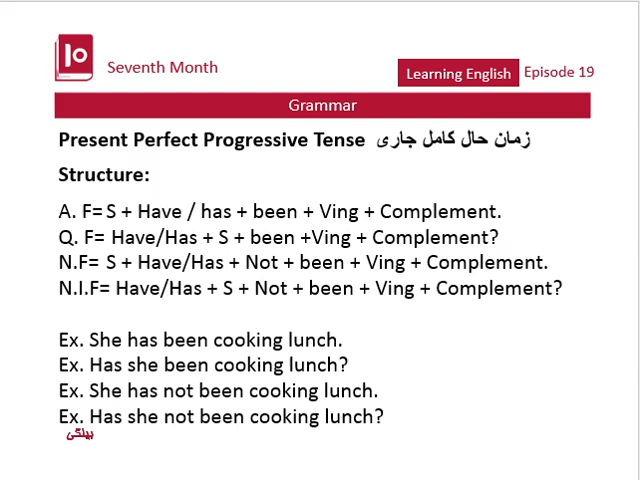 lo
Seventh Month
Learning English Episode 19
Grammar
Present Perfect Progressive Tense زمان حال کامل جاری
Structure:
A. F= S + Have / has + been + Ving + Complement.
Q. F= Have/Has + S + been +Ving + Complement?
N.F= S + Have/Has + Not + been + Ving + Complement.
N.I.F= Have/Has + S + Not + been + Ving + Complement?
Ex. She has been cooking lunch.
Ex. Has she been cooking lunch?
Ex. She has not been cooking lunch.
Ex. Has she not been cooking lunch?
بیلگی